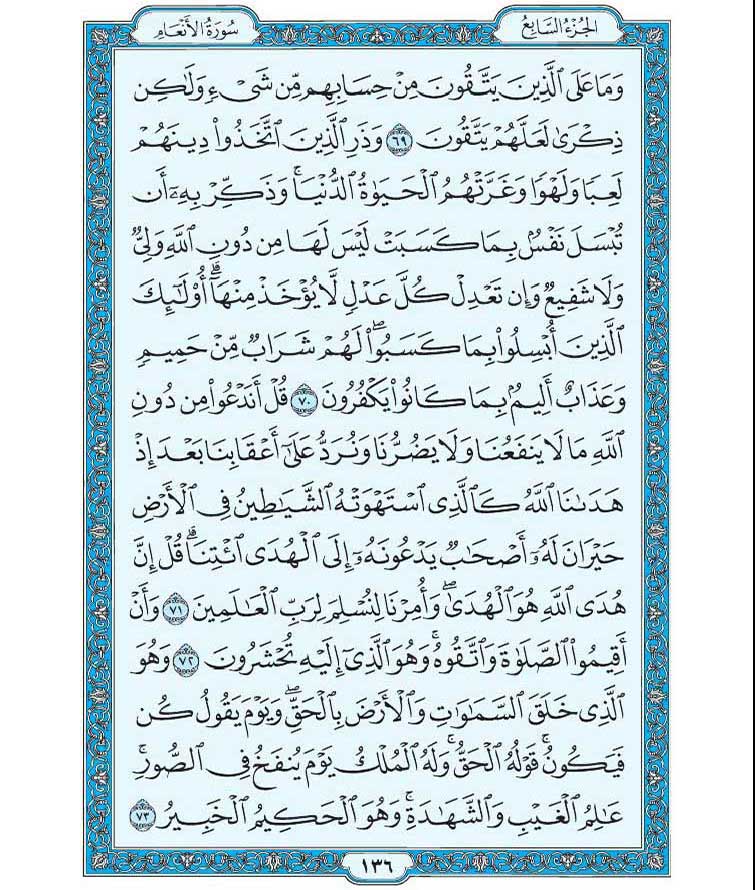 الجزء السابع
سورة الأنعام
وَمَا عَلَى ٱلَّذِينَ يَتَّقُونَ مِنْ حِسَابِهِم مِّن شَىْءٍ وَلَٰكِن
ذِكْرَىٰ لَعَلَّهُمْ يَتَّقُونَ ٦٩ وَذَرِ ٱلَّذِينَ ٱتَّخَذُوا۟ دِينَهُمْ
لَعِبًا وَلَهْوًا وَغَرَّتْهُمُ ٱلْحَيَوٰةُ ٱلدُّنْيَا ۚ وَذَكِّرْ بِهِۦٓ أَن
تُبْسَلَ نَفْسٌۢ بِمَا كَسَبَتْ لَيْسَ لَهَا مِن دُونِ ٱللَّهِ وَلِىٌّ
وَلَا شَفِيعٌ وَإِن تَعْدِلْ كُلَّ عَدْلٍ لَّا يُؤْخَذْ مِنْهَآ ۗ أُو۟لَٰٓئِكَ
ٱلَّذِينَ أُبْسِلُوا۟ بِمَا كَسَبُوا۟ ۖ لَهُمْ شَرَابٌ مِّنْ حَمِيمٍ
وَعَذَابٌ أَلِيمٌۢ بِمَا كَانُوا۟ يَكْفُرُونَ ٧٠ قُلْ أَنَدْعُوا۟ مِن دُونِ
ٱللَّهِ مَا لَا يَنفَعُنَا وَلَا يَضُرُّنَا وَنُرَدُّ عَلَىٰٓ أَعْقَابِنَا بَعْدَ إِذْ
هَدَىٰنَا ٱللَّهُ كَٱلَّذِى ٱسْتَهْوَتْهُ ٱلشَّيَٰطِينُ فِى ٱلْأَرْضِ
حَيْرَانَ لَهُۥٓ أَصْحَٰبٌ يَدْعُونَهُۥٓ إِلَى ٱلْهُدَى ٱئْتِنَا ۗ قُلْ إِنَّ
هُدَى ٱللَّهِ هُوَ ٱلْهُدَىٰ ۖ وَأُمِرْنَا لِنُسْلِمَ لِرَبِّ ٱلْعَٰلَمِينَ ٧١ وَأَنْ
أَقِيمُوا۟ ٱلصَّلَوٰةَ وَٱتَّقُوهُ ۚ وَهُوَ ٱلَّذِىٓ إِلَيْهِ تُحْشَرُونَ ٧٢ وَهُوَ
ٱلَّذِى خَلَقَ ٱلسَّمَٰوَٰتِ وَٱلْأَرْضَ بِٱلْحَقِّ ۖ وَيَوْمَ يَقُولُ كُن
فَيَكُونُ ۚ قَوْلُهُ ٱلْحَقُّ ۚ وَلَهُ ٱلْمُلْكُ يَوْمَ يُنفَخُ فِى ٱلصُّورِ ۚ
عَٰلِمُ ٱلْغَيْبِ وَٱلشَّهَٰدَةِ ۚ وَهُوَ ٱلْحَكِيمُ ٱلْخَبِيرُ ٧٣
١٣٦